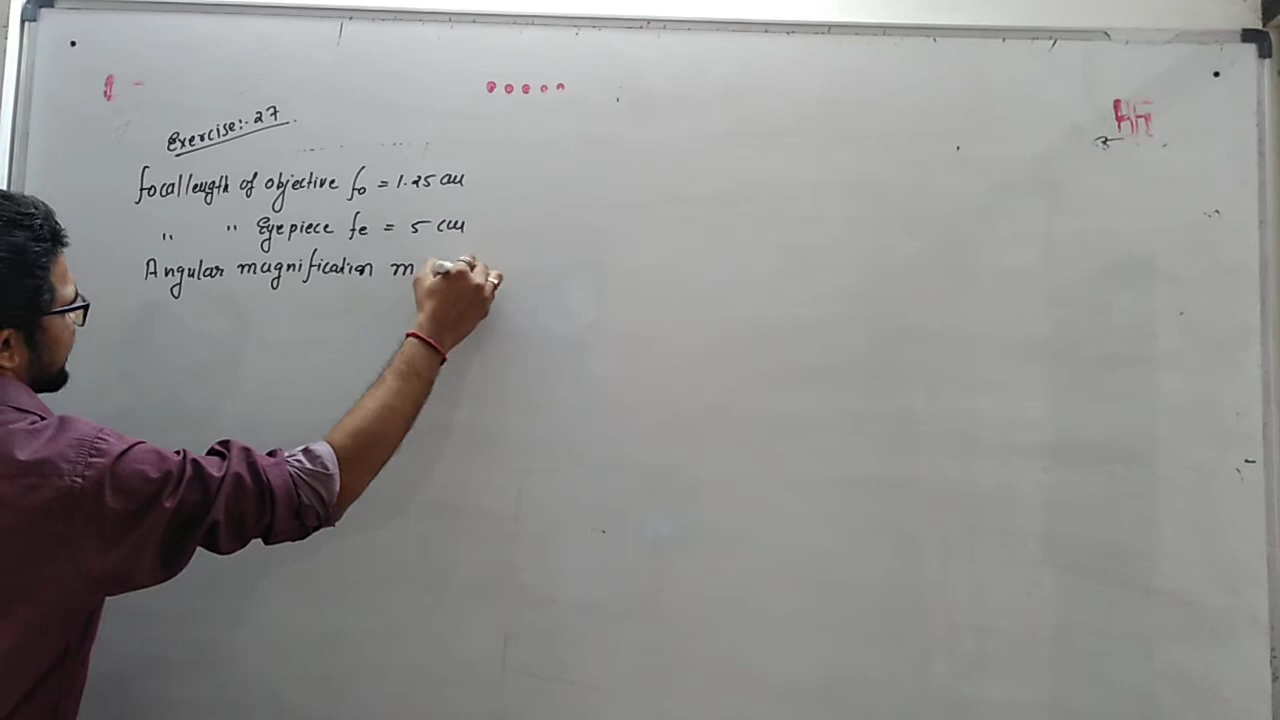 Exercise:- 27
focal length of objective fo = 1.25 cm
" " Eyepiece fe = 5 cm
Angular magnification m